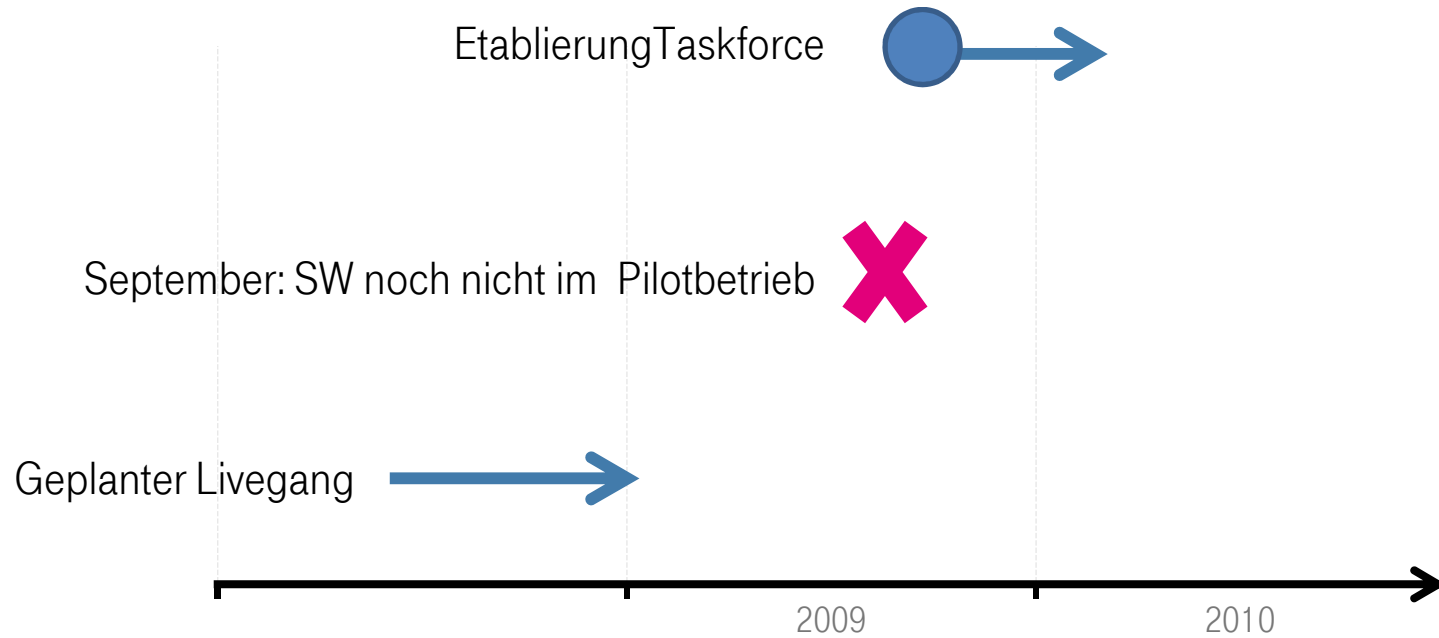 EtablierungTaskforce
September: SW noch nicht im Pilotbetrieb
Geplanter Livegang
2009
2010